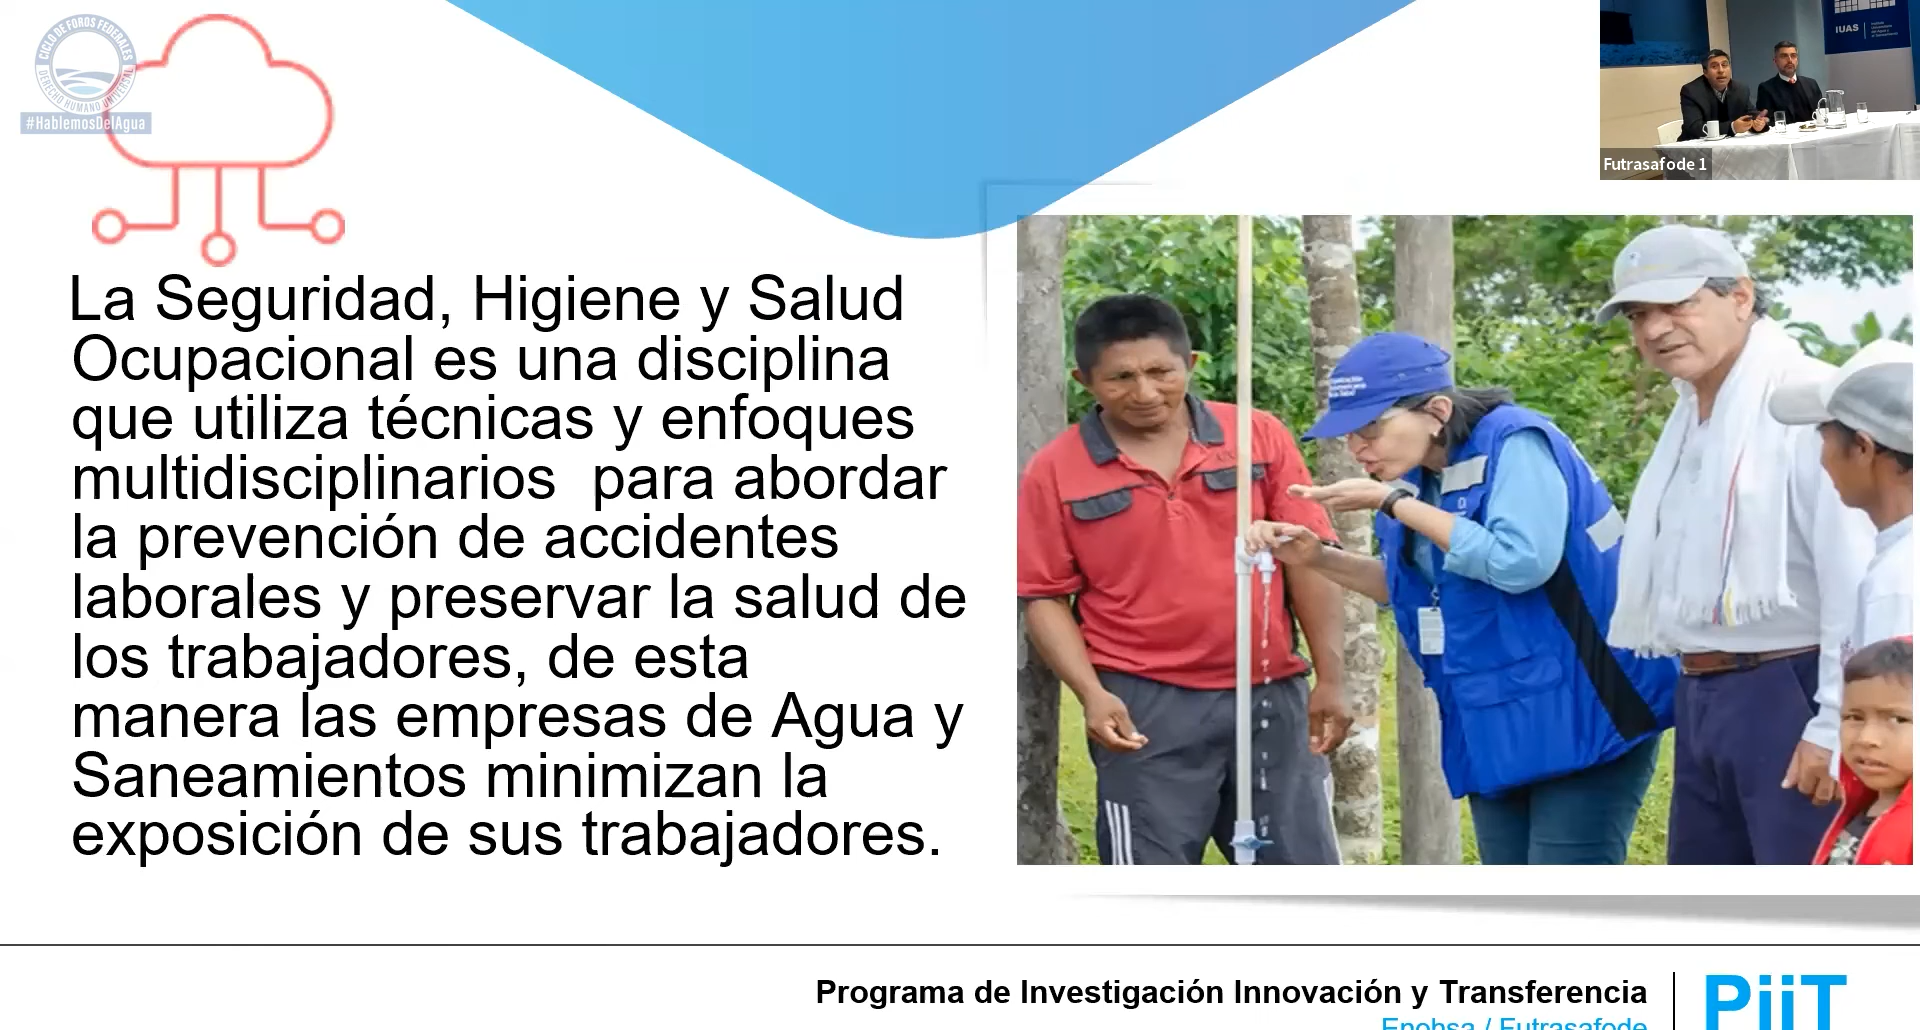 CICLO DE FOROS FEDERALES
DERECHO HUMANO UNIVERSAL
#HablemosDelAgua
IUAS
Futrasafode 1
La Seguridad, Higiene y Salud
Ocupacional es una disciplina
que utiliza técnicas y enfoques
multidisciplinarios  para abordar
la prevención de accidentes
laborales y preservar la salud de
los trabajadores, de esta
manera las empresas de Agua y
Saneamientos minimizan la
exposición de sus trabajadores.
Programa de Investigación Innovación y Transferencia
Enohsa / Futrasafode
PiiT